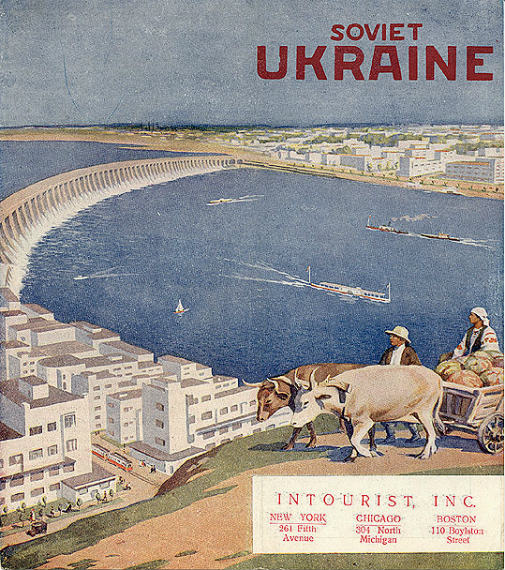 SOVIET
UKRAINE
INTOURIST, INC.
NEW YORK CHICAGO BOSTON
261 Fifth 304 North 110 Boylston
Avenue Michigan Street